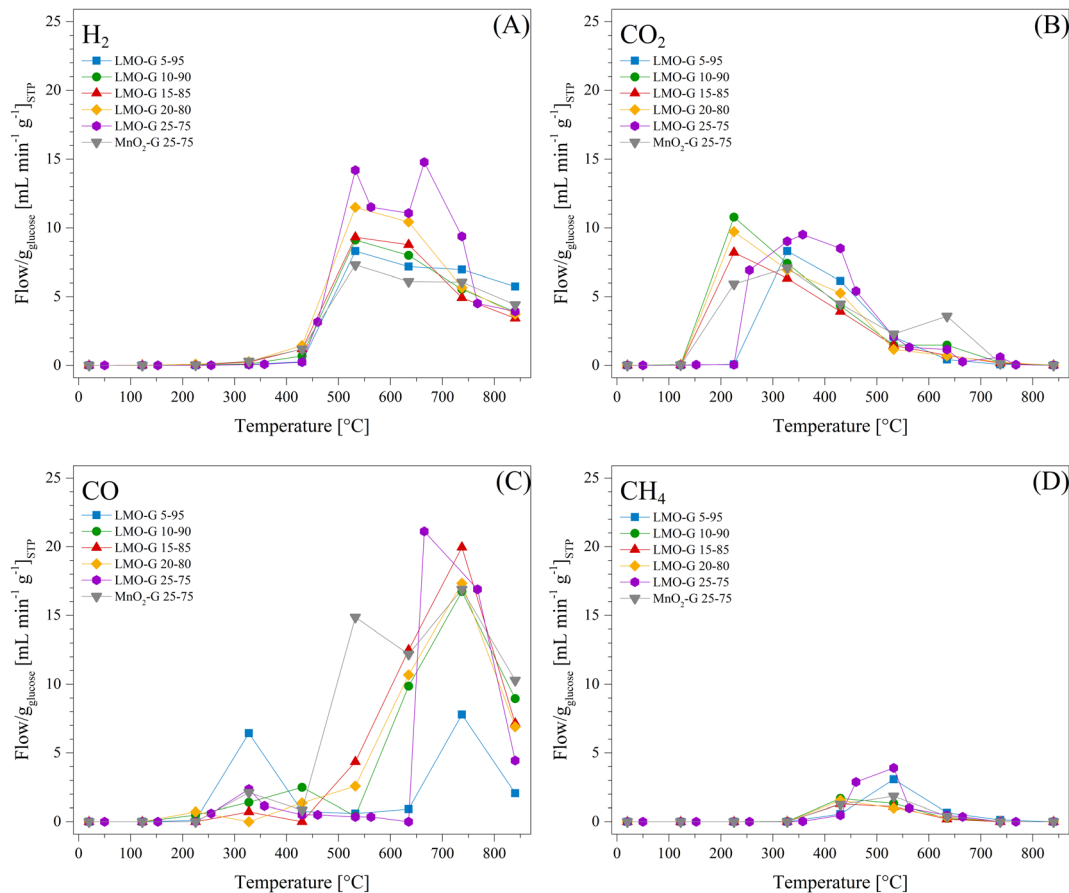 (A)
H2
LMO-G 5-95
LMO-G 10-90
LMO-G 15-85
LMO-G 20-80
LMO-G 25-75
MnO2-G 25-75
Flow/gglucose [mL min-1 g-1]STP
25
20
15
10
5
0
0 100 200 300 400 500 600 700 800
Temperature [°C]
(B)
CO2
LMO-G 5-95
LMO-G 10-90
LMO-G 15-85
LMO-G 20-80
LMO-G 25-75
MnO2-G 25-75
Flow/gglucose [mL min-1 g-1]STP
25
20
15
10
5
0
0 100 200 300 400 500 600 700 800
Temperature [°C]
(C)
CO
LMO-G 5-95
LMO-G 10-90
LMO-G 15-85
LMO-G 20-80
LMO-G 25-75
MnO2-G 25-75
Flow/gglucose [mL min-1 g-1]STP
25
20
15
10
5
0
0 100 200 300 400 500 600 700 800
Temperature [°C]
(D)
CH4
LMO-G 5-95
LMO-G 10-90
LMO-G 15-85
LMO-G 20-80
LMO-G 25-75
MnO2-G 25-75
Flow/gglucose [mL min-1 g-1]STP
25
20
15
10
5
0
0 100 200 300 400 500 600 700 800
Temperature [°C]